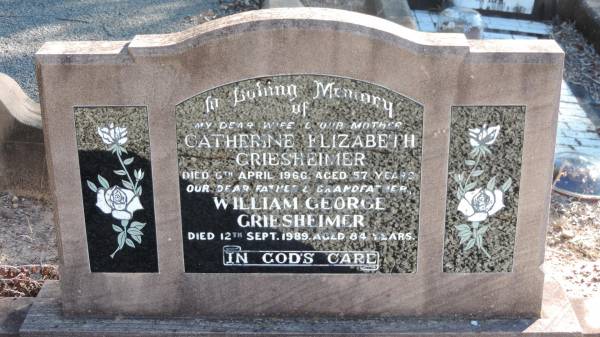 In Loving Memory
of
MY DEAR WIFE & OUR MOTHER
CATHERINE ELIZABETH
GRIESHEIMER
DIED 6TH APRIL 1966 AGED 57 YEARS
OUR DEAR FATHER & GRANDFATHER,
WILLIAM GEORGE
GRIESHEIMER
DIED 12TH SEPT. 1989. AGED 84 YEARS.
IN GOD'S CARE